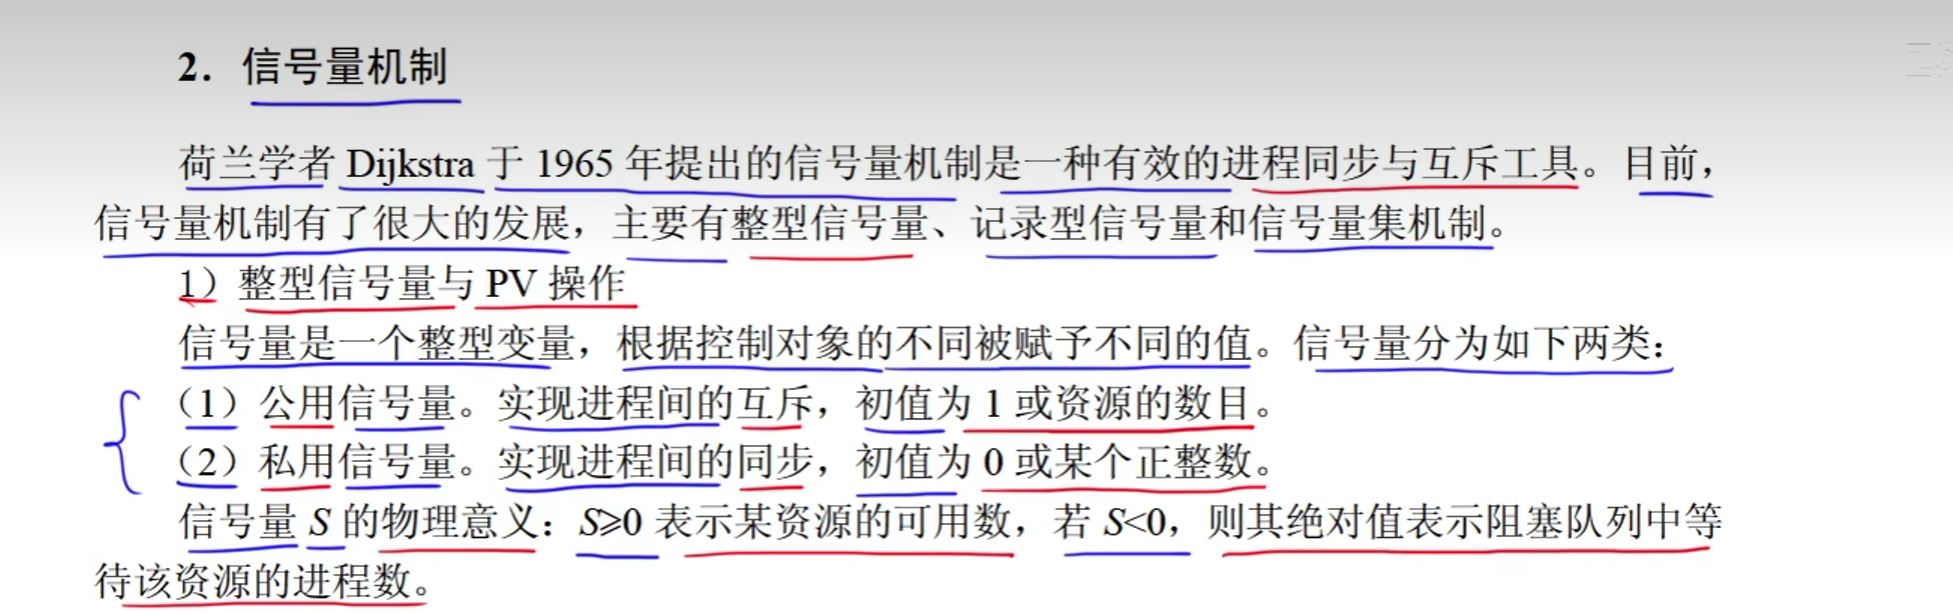 2. 信号量机制
荷兰学者 Dijkstra 于 1965 年提出的信号量机制是一种有效的进程同步与互斥工具。目前，
信号量机制有了很大的发展，主要有整型信号量、记录型信号量和信号量集机制。
1）整型信号量与 PV 操作
信号量是一个整型变量，根据控制对象的不同被赋予不同的值。信号量分为如下两类：
（1）公用信号量。实现进程间的互斥，初值为 1 或资源的数目。
（2）私用信号量。实现进程间的同步，初值为 0 或某个正整数。
信号量 S 的物理意义：S≥0 表示某资源的可用数，若 S<0，则其绝对值表示阻塞队列中等
待该资源的进程数。